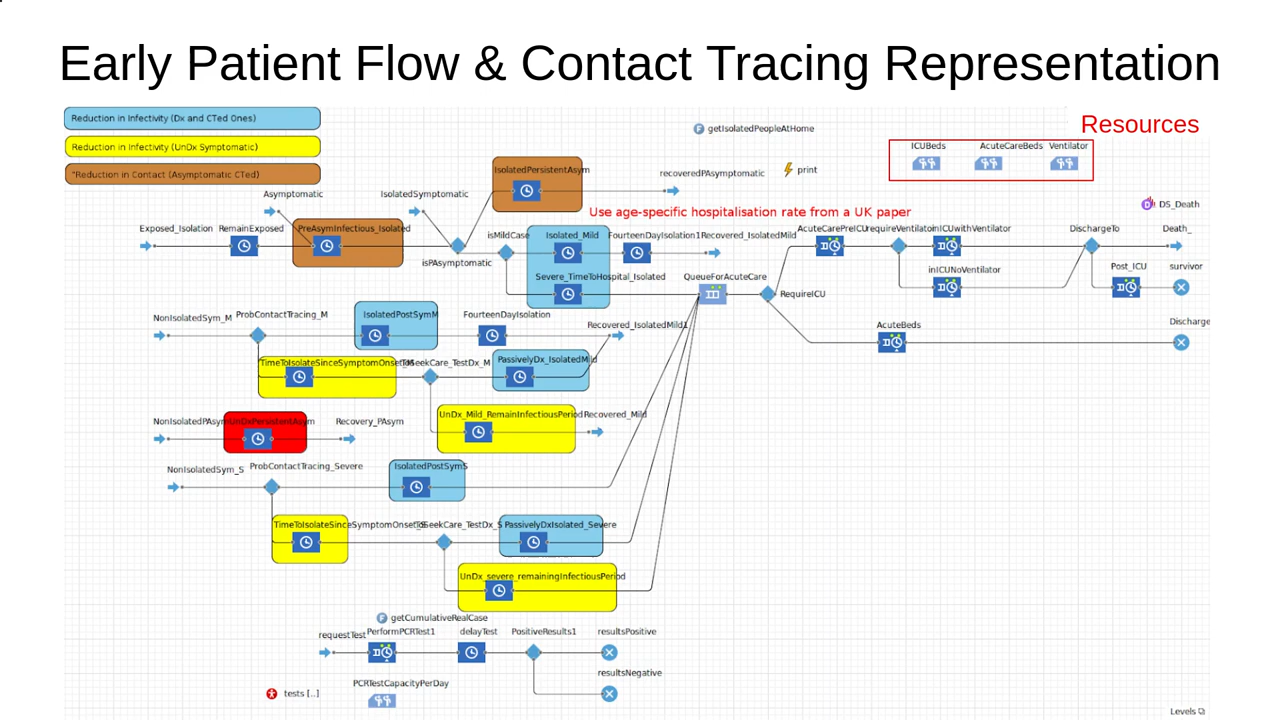 Early Patient Flow & Contact Tracing Representation
Reduction in Infectivity (Dx and CTed Ones)
Reduction in Infectivity (UnDx Symptomatic)
"Reduction in Contact (Asymptomatic CTed)
getIsolatedPeopleAtHome
Resources
ICUBeds
AcuteCareBeds
Ventilator
print
IsolatedPersistentAsym
recoveredPAsymptomatic
Asymptomatic
IsolatedSymptomatic
Use age-specific hospitalisation rate from a UK paper
DS_Death
Exposed_Isolation
RemainExposed
PreAsymInfectious_Isolated
isPAsymptomatic
isMildCase
Isolated_Mild
FourteenDayIsolation1
Recovered_IsolatedMild
AcuteCarePreICU
requireVentilator
inICUwithVentilator
DischargeTo
Death_
Severe_TimeToHospital_Isolated
QueueForAcuteCare
RequireICU
inICUNoVentilator
Post_ICU
survivor
NonIsolatedSym_M
ProbContactTracing_M
IsolatedPostSymM
FourteenDayIsolation
Recovered_IsolatedMild1
AcuteBeds
Discharge
TimeToIsolateSinceSymptomOnset_M
SeekCare_TestDx_M
PassivelyDx_IsolatedMild
NonIsolatedPAsym
UnDxPersistentAsym
Recovery_PAsym
UnDx_Mild_RemainInfectiousPeriod
Recovered_Mild
NonIsolatedSym_S
ProbContactTracing_Severe
IsolatedPostSymS
TimeToIsolateSinceSymptomOnset_S
SeekCare_TestDx_S
PassivelyDxIsolated_Severe
UnDx_severe_remainingInfectiousPeriod
getCumulativeRealCase
requestTest
PerformPCRTest1
delayTest
PositiveResults1
resultsPositive
resultsNegative
tests [..]
PCRTestCapacityPerDay
Levels